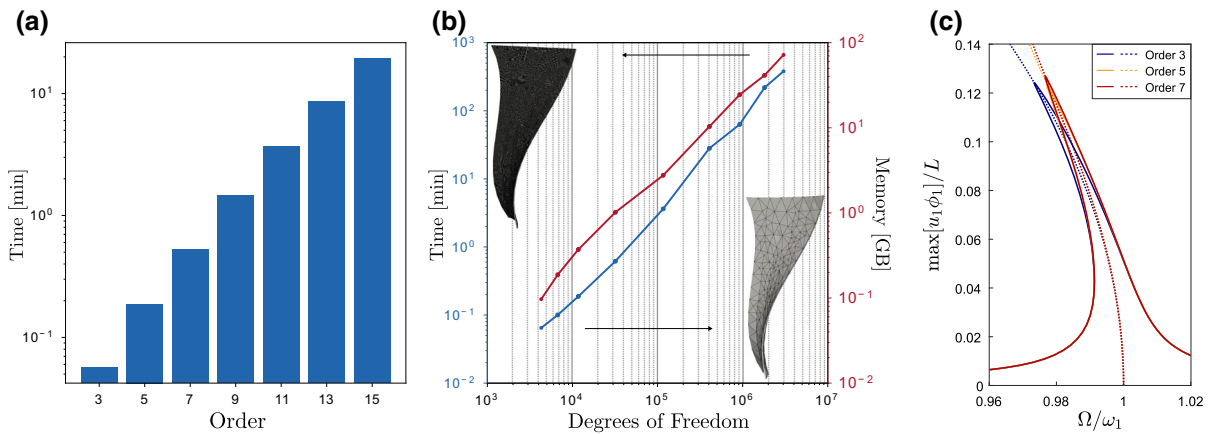 (a)
Time [min]
10^1
10^0
10^-1
3 5 7 9 11 13 15
Order
(b)
Time [min]
10^3
10^2
10^1
10^0
10^-1
10^-2
10^3 10^4 10^5 10^6 10^7
Degrees of Freedom
10^2
10^1
10^0
10^-1
10^-2
Memory [GB]
(c)
max[u_1ϕ_1]/L
0.14
0.12
0.10
0.08
0.06
0.04
0.02
0
Order 3
Order 5
Order 7
0.96 0.98 1 1.02
Ω/ω_1